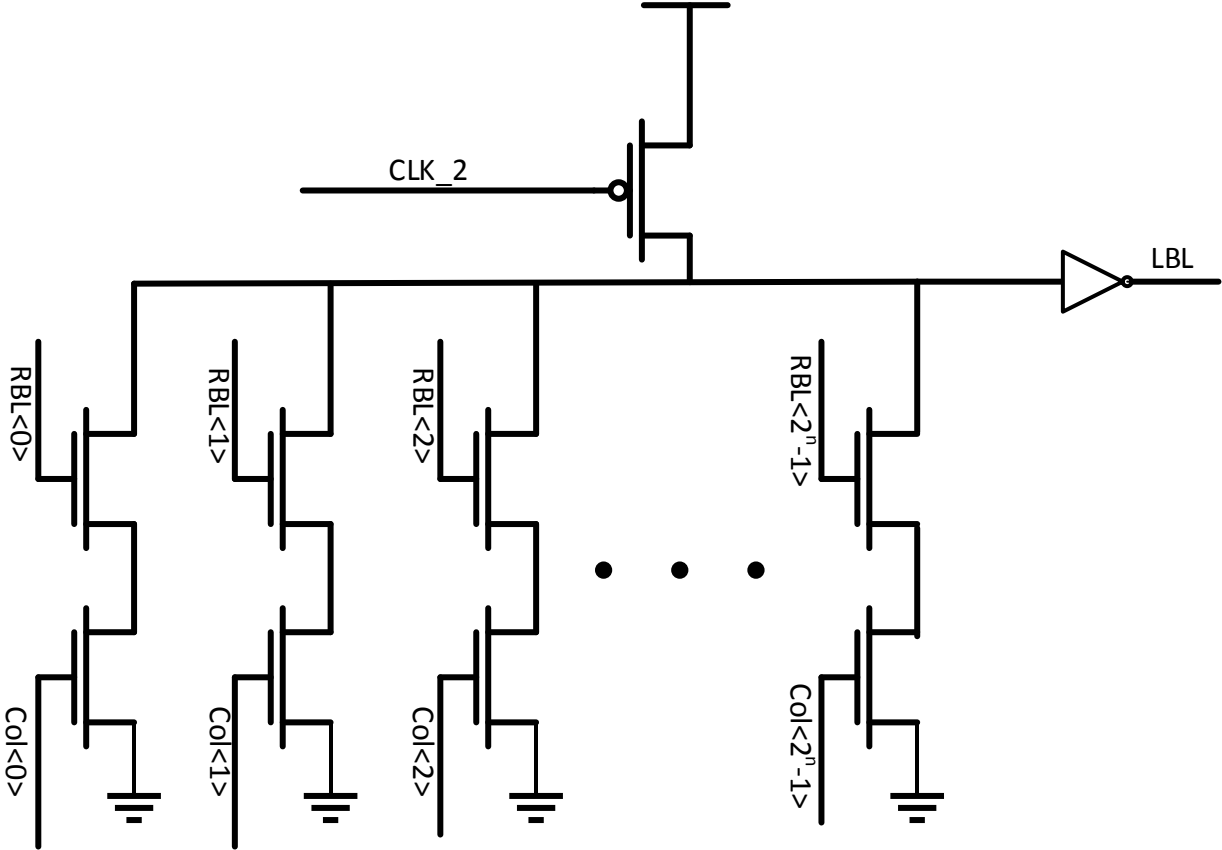 CLK_2
LBL
RBL<0>
RBL<1>
RBL<2>
RBL<2ⁿ-1>
Col<0>
Col<1>
Col<2>
Col<2ⁿ-1>